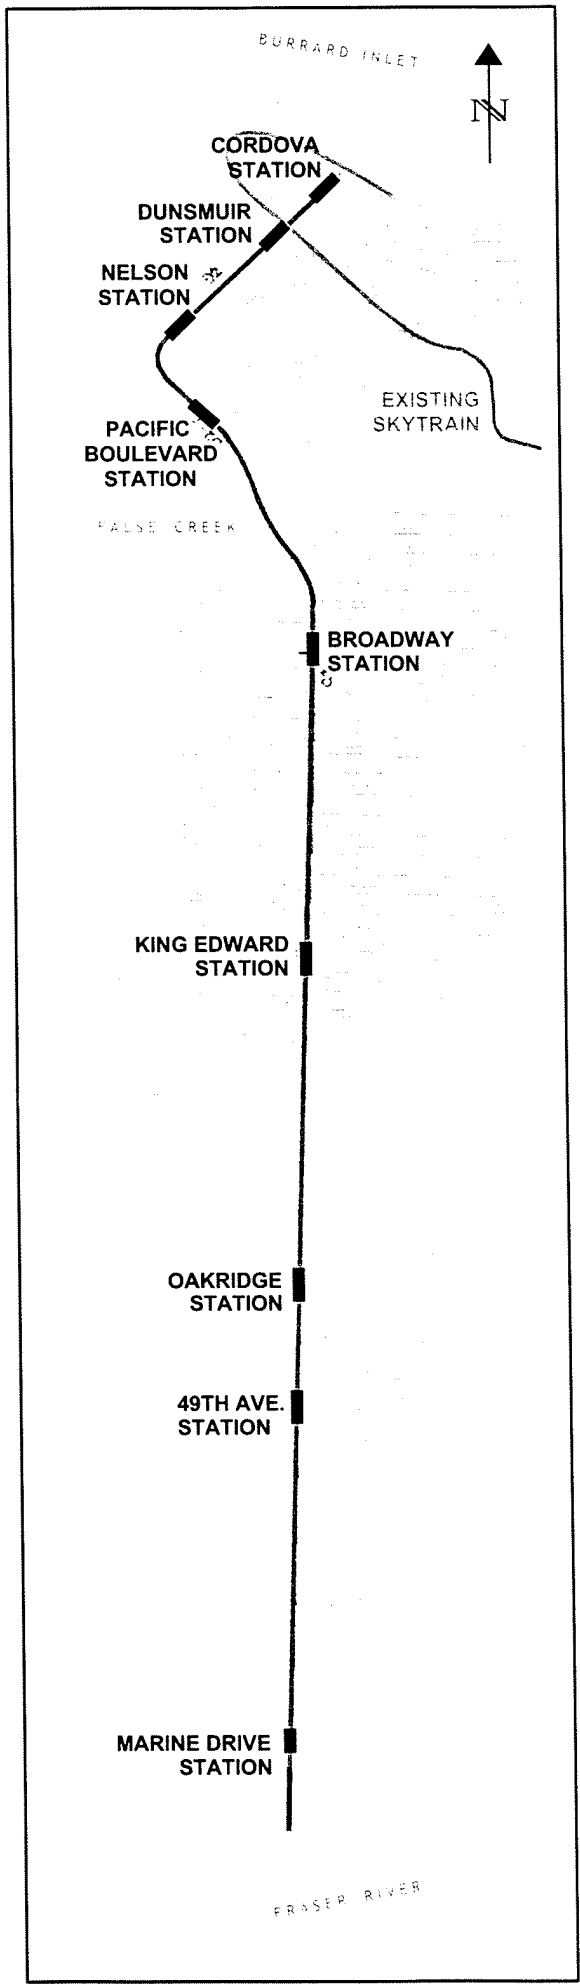 BURRARD INLET
N
CORDOVA
STATION
DUNSMUIR
STATION
NELSON
STATION
EXISTING
SKYTRAIN
PACIFIC
BOULEVARD
STATION
FALSE CREEK
BROADWAY
STATION
KING EDWARD
STATION
OAKRIDGE
STATION
49TH AVE.
STATION
MARINE DRIVE
STATION
FRASER RIVER